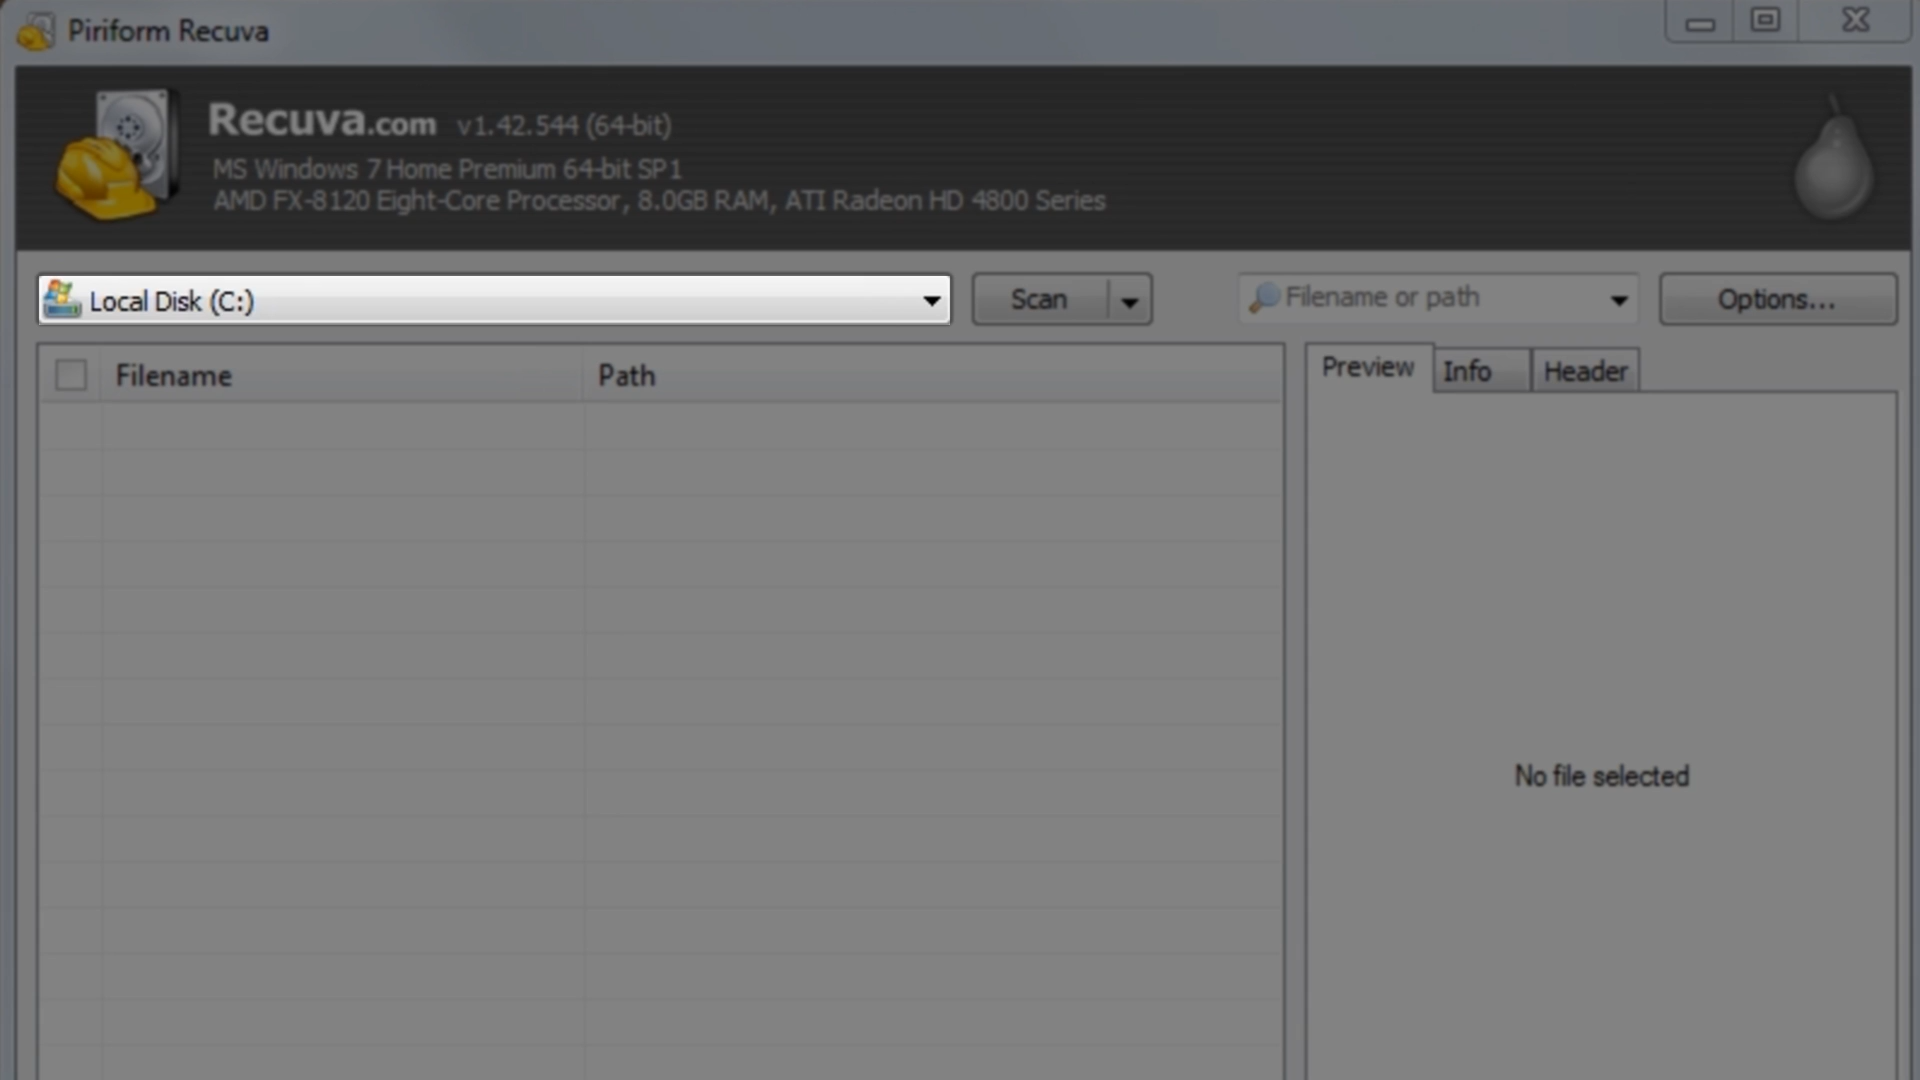 Piriform Recuva
Recuva.com v1.42.544 (64-bit)
MS Windows 7 Home Premium 64-bit SP1
AMD FX-8120 Eight-Core Processor, 8.0GB RAM, ATI Radeon HD 4800 Series
Local Disk (C:)
Scan
Filename or path
Options...
Filename
Path
Preview
Info
Header
No file selected